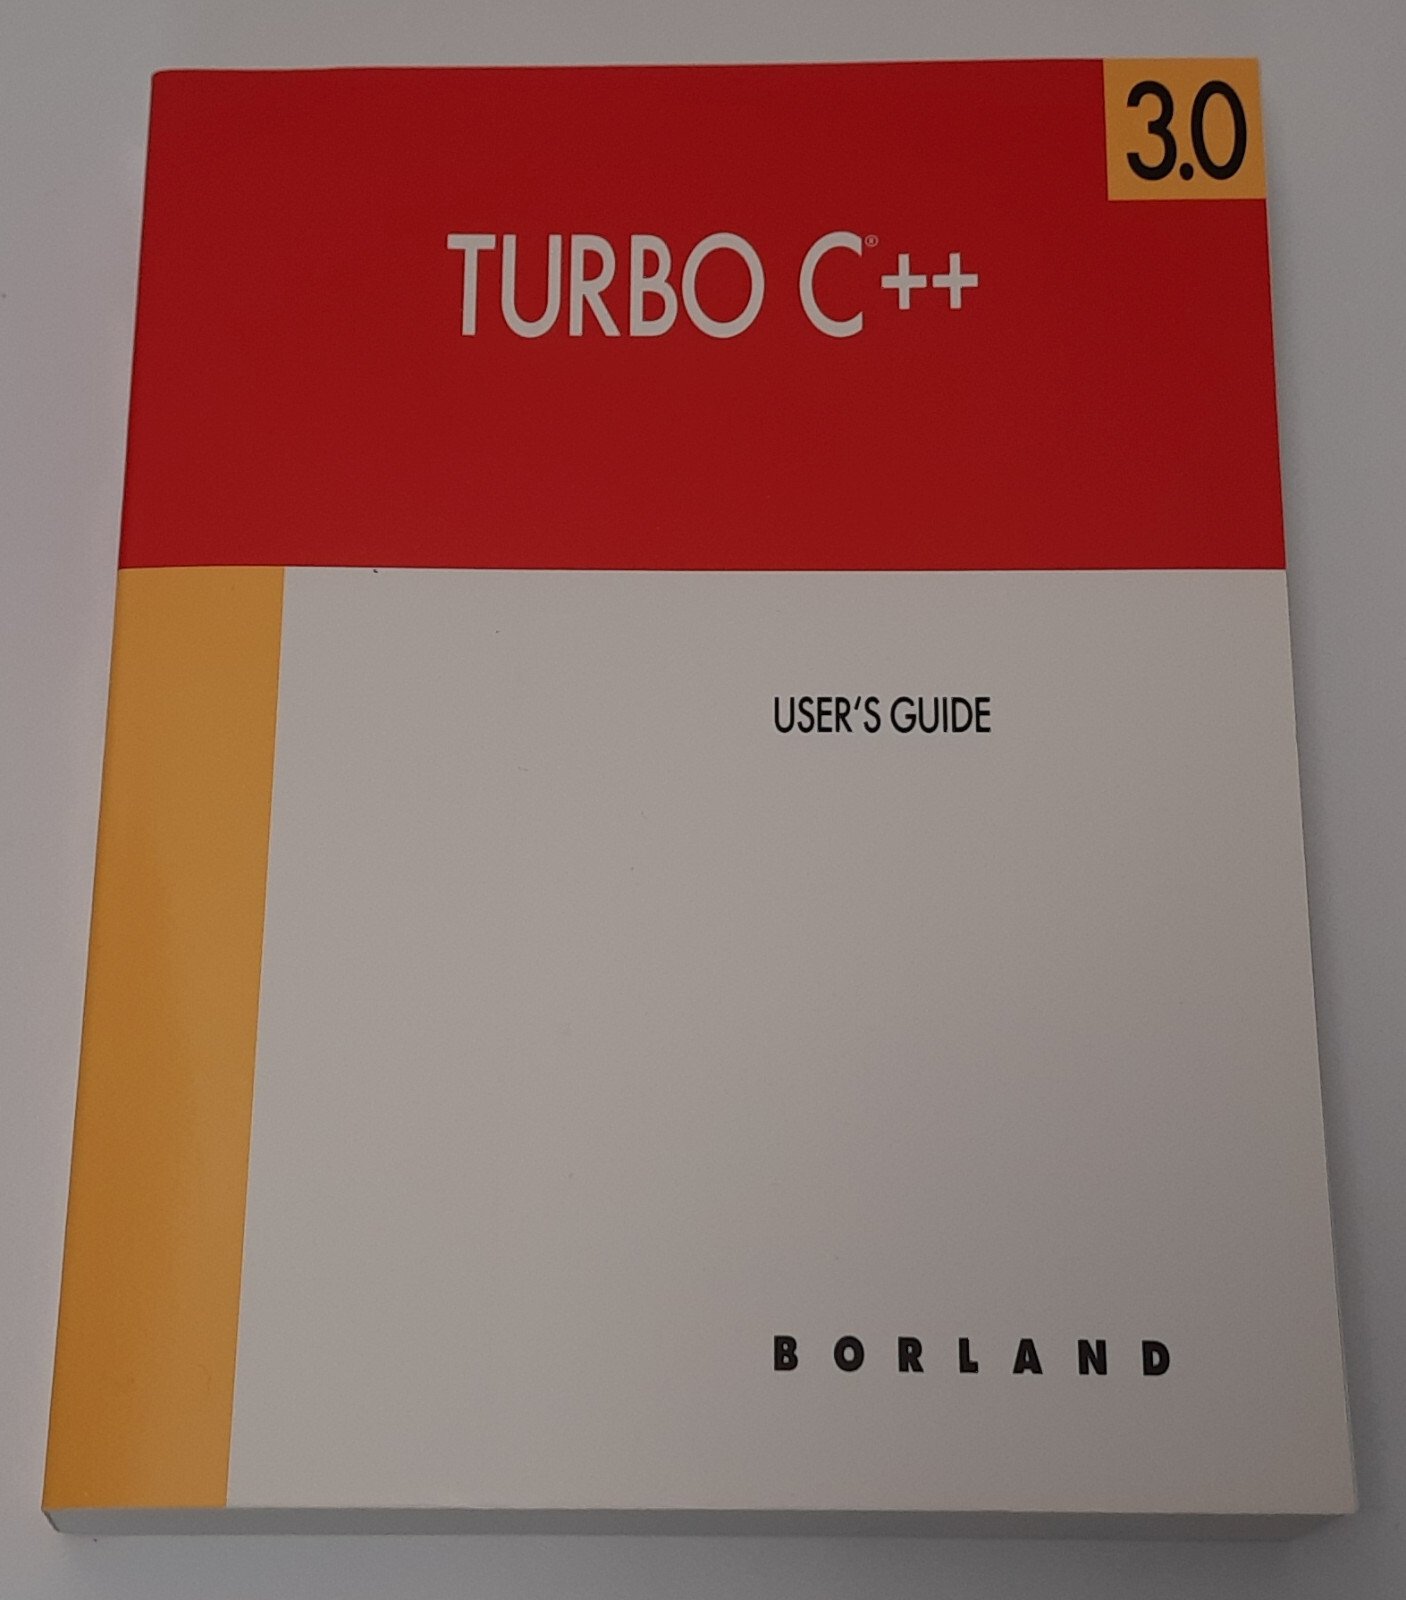 3.0
TURBO C®++
USER'S GUIDE
BORLAND